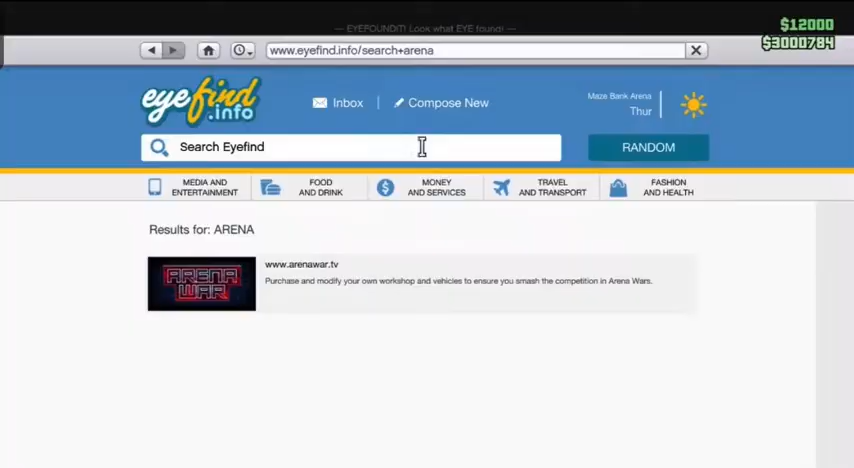 — EYEFOUNDIT! Look what EYE found! —
$12000
$3000784
www.eyefind.info/search+arena
eyefind
.info
Inbox
Compose New
Maze Bank Arena
Thur
Search Eyefind
RANDOM
MEDIA AND
ENTERTAINMENT
FOOD
AND DRINK
MONEY
AND SERVICES
TRAVEL
AND TRANSPORT
FASHION
AND HEALTH
Results for: ARENA
ARENA
WAR
www.arenawar.tv
Purchase and modify your own workshop and vehicles to ensure you smash the competition in Arena Wars.